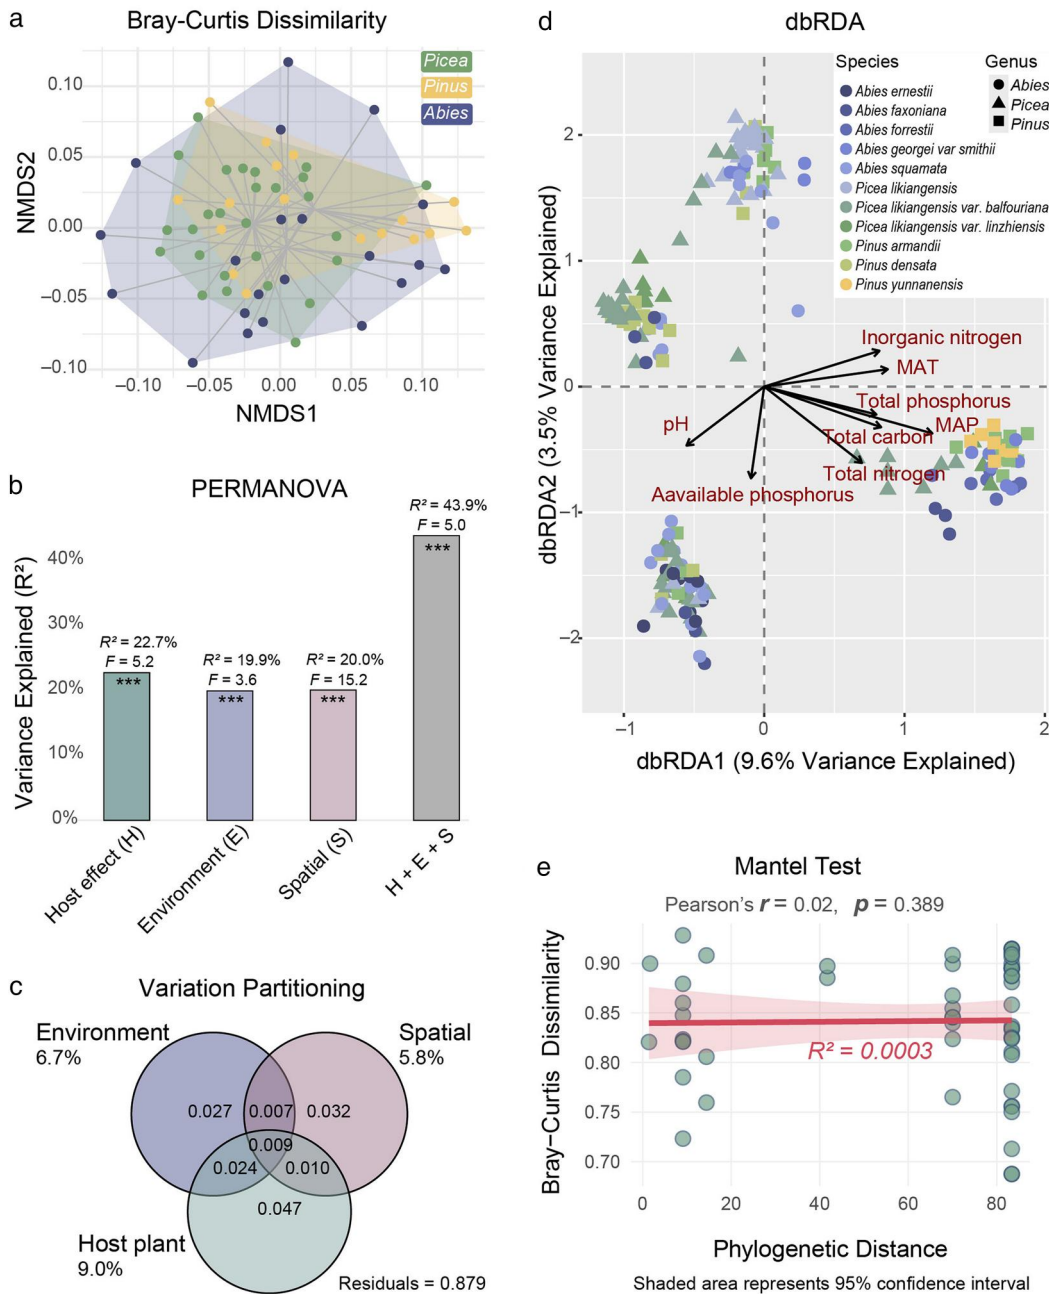 a
Bray-Curtis Dissimilarity
Picea
Pinus
Abies
NMDS2
0.10
0.05
0.00
−0.05
−0.10
−0.10
−0.05
0.00
0.05
0.10
NMDS1
b
PERMANOVA
Variance Explained (R²)
40%
30%
20%
10%
0%
R² = 22.7%
F = 5.2
***
R² = 19.9%
F = 3.6
***
R² = 20.0%
F = 15.2
***
R² = 43.9%
F = 5.0
***
Host effect (H)
Environment (E)
Spatial (S)
H + E + S
c
Variation Partitioning
Environment
6.7%
Spatial
5.8%
0.027
0.007
0.032
0.009
0.024
0.010
0.047
Host plant
9.0%
Residuals = 0.879
d
dbRDA
Species
Abies ernestii
Abies faxoniana
Abies forrestii
Abies georgei var smithii
Abies squamata
Picea likiangensis
Picea likiangensis var. balfouriana
Picea likiangensis var. linzhiensis
Pinus armandii
Pinus densata
Pinus yunnanensis
Genus
Abies
Picea
Pinus
dbRDA2 (3.5% Variance Explained)
2
1
0
−1
−2
Inorganic nitrogen
MAT
Total phosphorus
MAP
Total carbon
Total nitrogen
pH
Aavailable phosphorus
−1
0
1
2
dbRDA1 (9.6% Variance Explained)
e
Mantel Test
Pearson's r = 0.02, p = 0.389
Bray−Curtis Dissimilarity
0.90
0.85
0.80
0.75
0.70
R² = 0.0003
0
20
40
60
80
Phylogenetic Distance
Shaded area represents 95% confidence interval